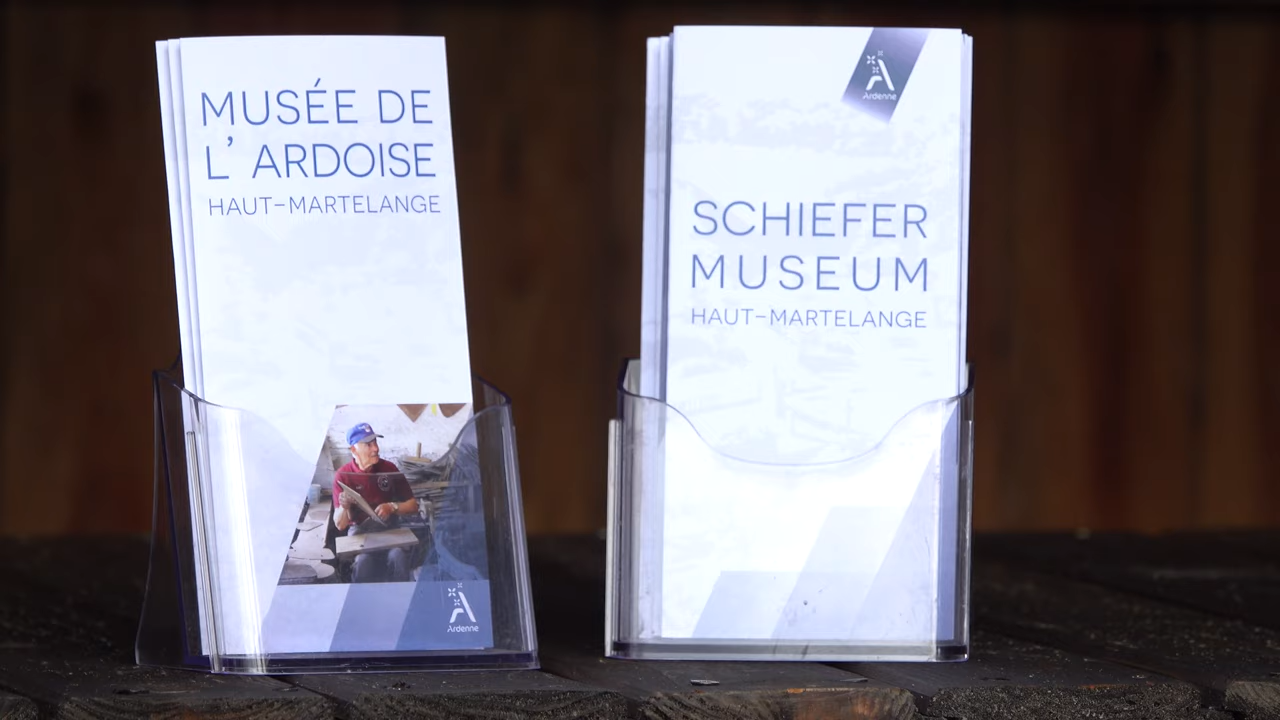 MUSÉE DE
L' ARDOISE
HAUT-MARTELANGE
Ardenne
Ardenne
SCHIEFER
MUSEUM
HAUT-MARTELANGE